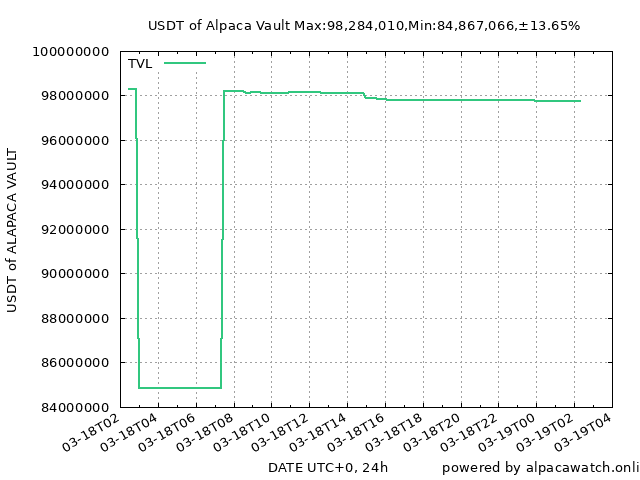 USDT of Alpaca Vault Max:98,284,010,Min:84,867,066,±13.65%
TVL
100000000
98000000
96000000
94000000
92000000
90000000
88000000
86000000
84000000
USDT of ALAPACA VAULT
03-18T02
03-18T04
03-18T06
03-18T08
03-18T10
03-18T12
03-18T14
03-18T16
03-18T18
03-18T20
03-18T22
03-19T00
03-19T02
03-19T04
DATE UTC+0, 24h
powered by alpacawatch.onli